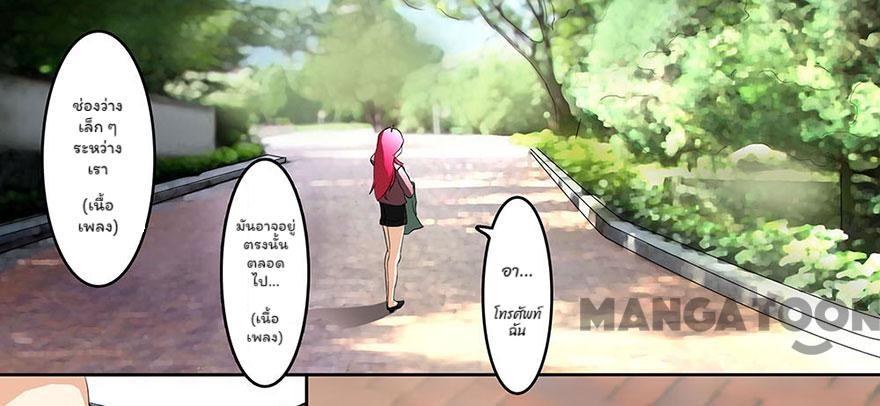 ช่องว่าง
เล็ก ๆ
ระหว่าง
เรา
(เนื้อ
เพลง)
มันอาจอยู่
ตรงนั้น
ตลอด
ไป...
(เนื้อ
เพลง)
อา...
โทรศัพท์
ฉัน
MANGATOON